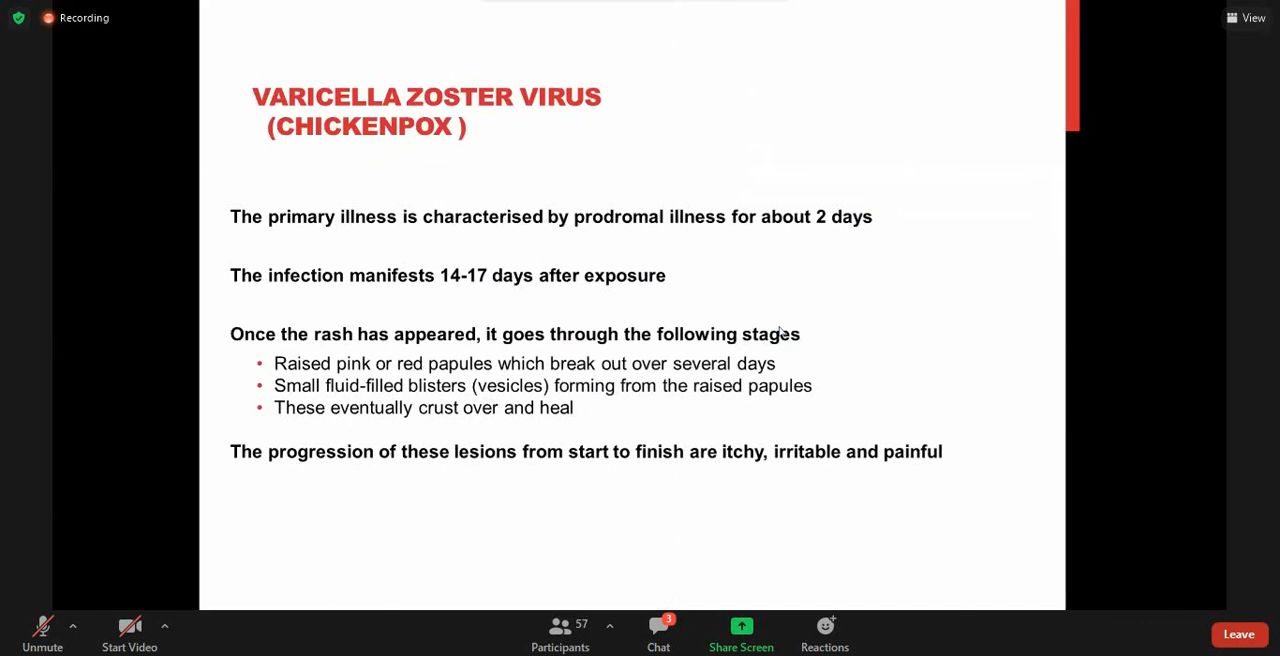 Recording
View
VARICELLA ZOSTER VIRUS
(CHICKENPOX )
The primary illness is characterised by prodromal illness for about 2 days
The infection manifests 14-17 days after exposure
Once the rash has appeared, it goes through the following stages
• Raised pink or red papules which break out over several days
• Small fluid-filled blisters (vesicles) forming from the raised papules
• These eventually crust over and heal
The progression of these lesions from start to finish are itchy, irritable and painful
57
3
Unmute
Start Video
Participants
Chat
Share Screen
Reactions
Leave